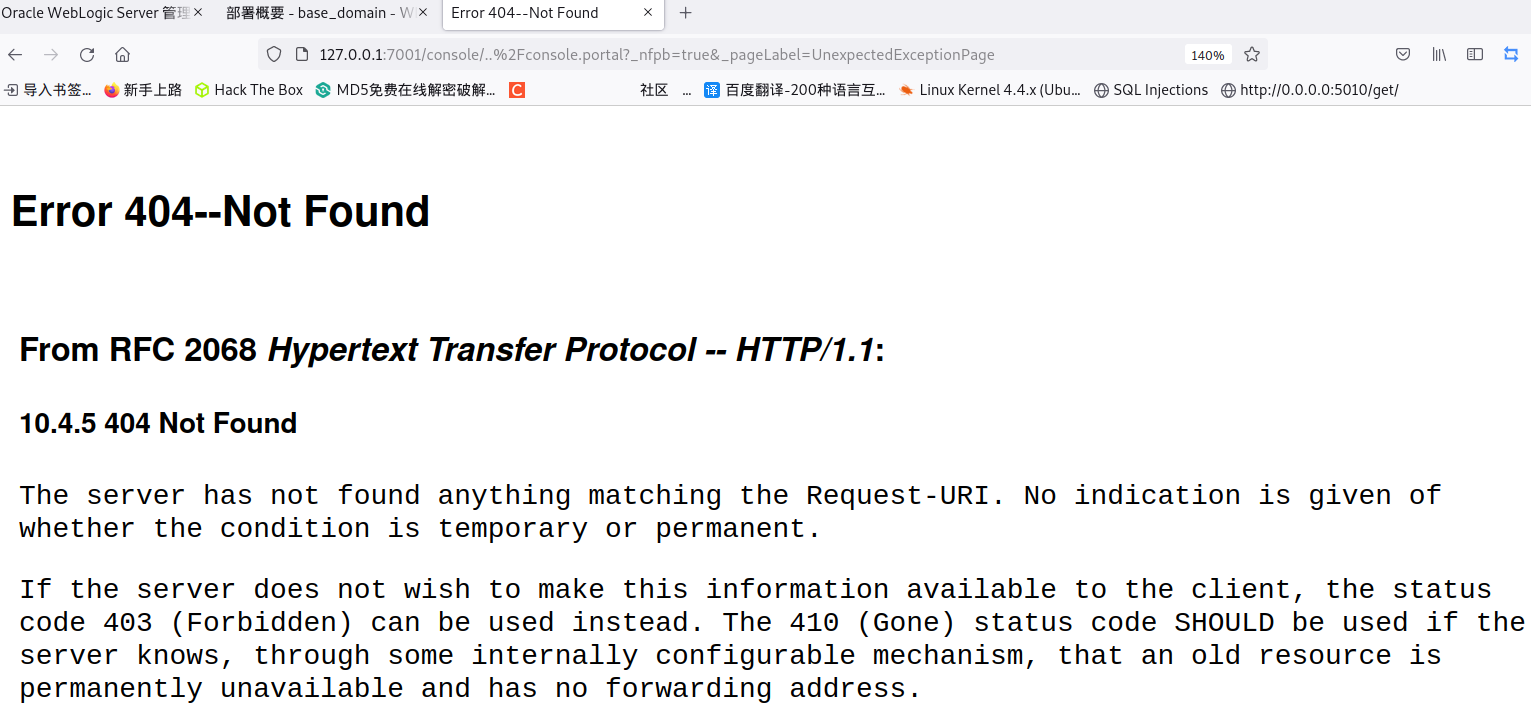 Oracle WebLogic Server 管理
部署概要 - base_domain - W
Error 404--Not Found
127.0.0.1:7001/console/..%2Fconsole.portal?_nfpb=true&_pageLabel=UnexpectedExceptionPage
140%
导入书签... 新手上路 Hack The Box MD5免费在线解密破解... C 社区 ... 译 百度翻译-200种语言互... Linux Kernel 4.4.x (Ubu... SQL Injections http://0.0.0.0:5010/get/
Error 404--Not Found
From RFC 2068 Hypertext Transfer Protocol -- HTTP/1.1:
10.4.5 404 Not Found
The server has not found anything matching the Request-URI. No indication is given of
whether the condition is temporary or permanent.
If the server does not wish to make this information available to the client, the status
code 403 (Forbidden) can be used instead. The 410 (Gone) status code SHOULD be used if the
server knows, through some internally configurable mechanism, that an old resource is
permanently unavailable and has no forwarding address.